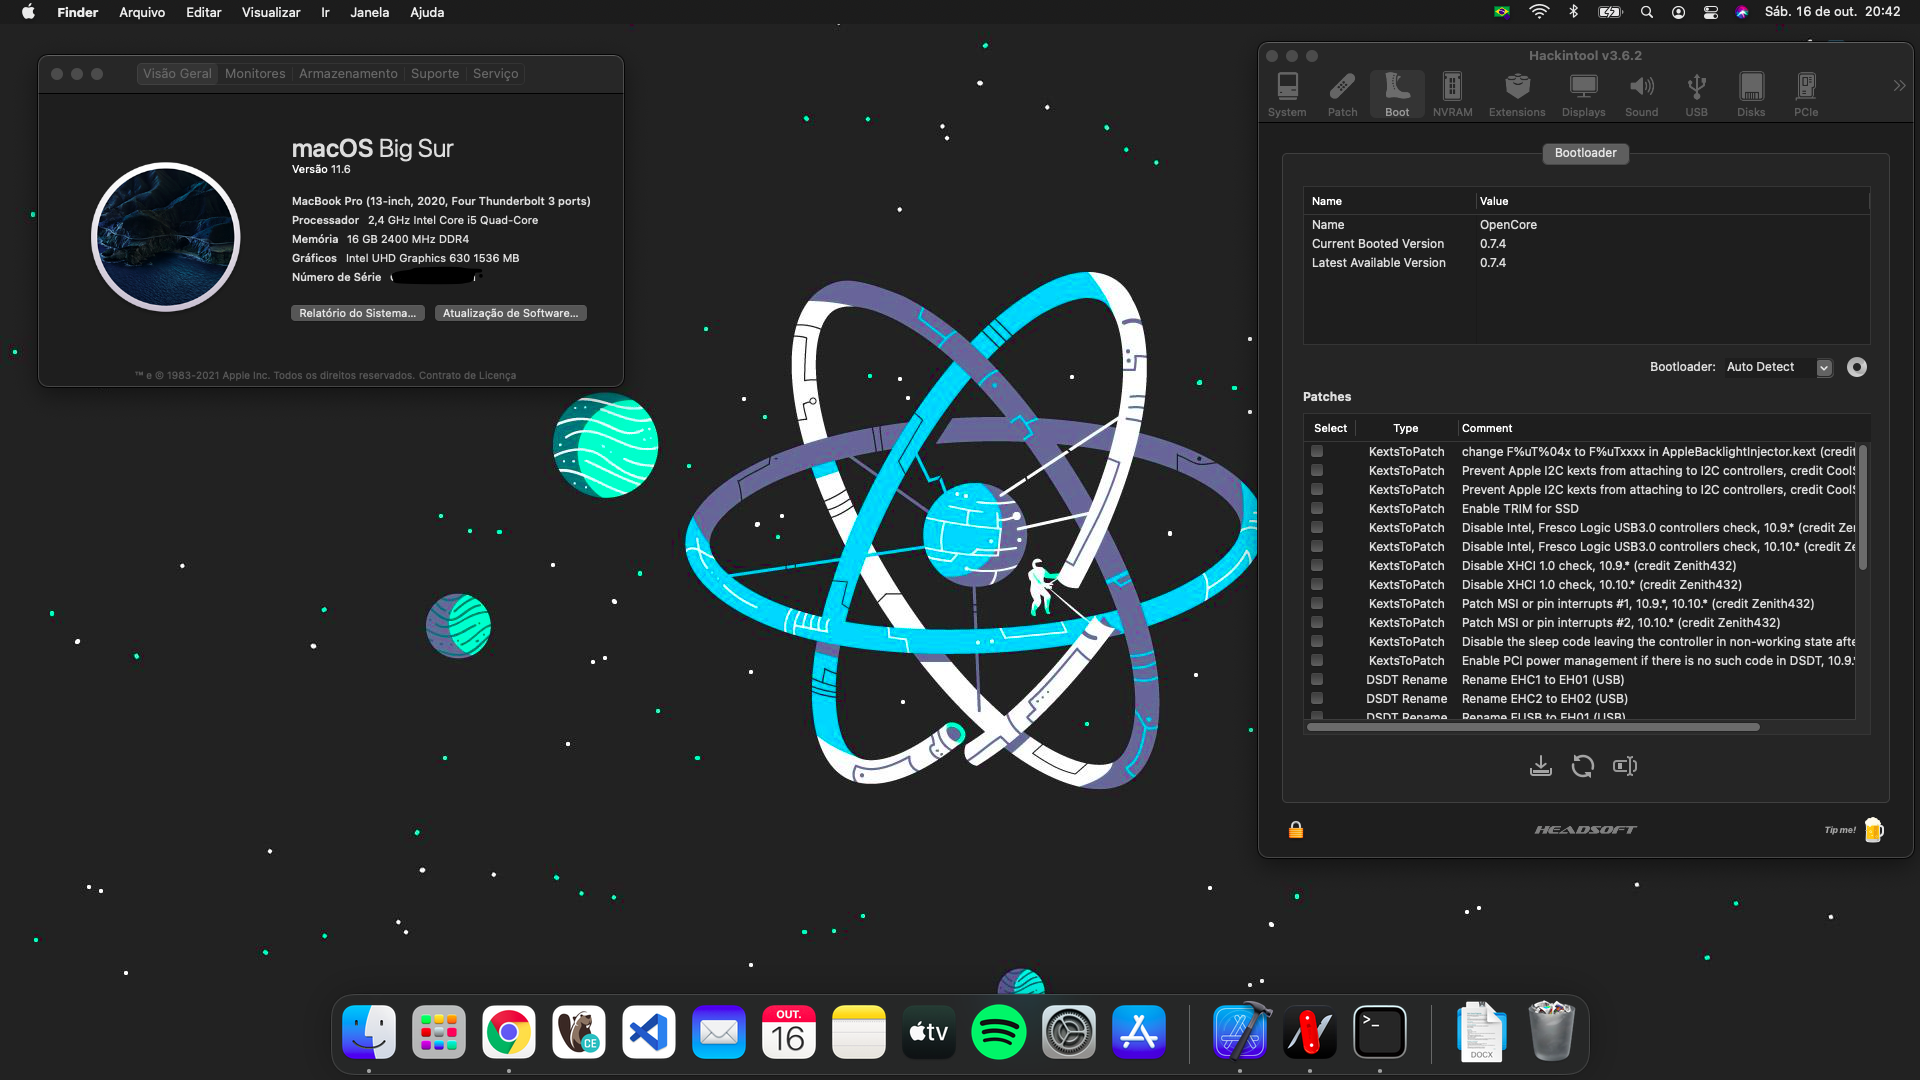 Finder Arquivo Editar Visualizar Ir Janela Ajuda
Sáb. 16 de out. 20:42
Visão Geral Monitores Armazenamento Suporte Serviço
macOS Big Sur
Versão 11.6
MacBook Pro (13-inch, 2020, Four Thunderbolt 3 ports)
Processador 2,4 GHz Intel Core i5 Quad-Core
Memória 16 GB 2400 MHz DDR4
Gráficos Intel UHD Graphics 630 1536 MB
Número de Série
Relatório do Sistema... Atualização de Software...
™ e © 1983-2021 Apple Inc. Todos os direitos reservados. Contrato de Licença
Hackintool v3.6.2
System Patch Boot NVRAM Extensions Displays Sound USB Disks PCIe
Bootloader
Name Value
Name OpenCore
Current Booted Version 0.7.4
Latest Available Version 0.7.4
Bootloader: Auto Detect
Patches
Select Type Comment
KextsToPatch change F%uT%04x to F%uTxxxx in AppleBacklightInjector.kext (credit
KextsToPatch Prevent Apple I2C kexts from attaching to I2C controllers, credit CoolS
KextsToPatch Prevent Apple I2C kexts from attaching to I2C controllers, credit CoolS
KextsToPatch Enable TRIM for SSD
KextsToPatch Disable Intel, Fresco Logic USB3.0 controllers check, 10.9.* (credit Zer
KextsToPatch Disable Intel, Fresco Logic USB3.0 controllers check, 10.10.* (credit Ze
KextsToPatch Disable XHCI 1.0 check, 10.9.* (credit Zenith432)
KextsToPatch Disable XHCI 1.0 check, 10.10.* (credit Zenith432)
KextsToPatch Patch MSI or pin interrupts #1, 10.9.*, 10.10.* (credit Zenith432)
KextsToPatch Patch MSI or pin interrupts #2, 10.10.* (credit Zenith432)
KextsToPatch Disable the sleep code leaving the controller in non-working state afte
KextsToPatch Enable PCI power management if there is no such code in DSDT, 10.9.*
DSDT Rename Rename EHC1 to EH01 (USB)
DSDT Rename Rename EHC2 to EH02 (USB)
DSDT Rename Rename EUSB to EH01 (USB)
HEADSOFT
Tip me!
CE
OUT.
16
tv
>_
DOCX